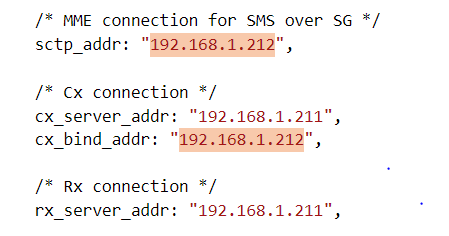 /* MME connection for SMS over SG */
sctp_addr: "192.168.1.212",
/* Cx connection */
cx_server_addr: "192.168.1.211",
cx_bind_addr: "192.168.1.212",
/* Rx connection */
rx_server_addr: "192.168.1.211",